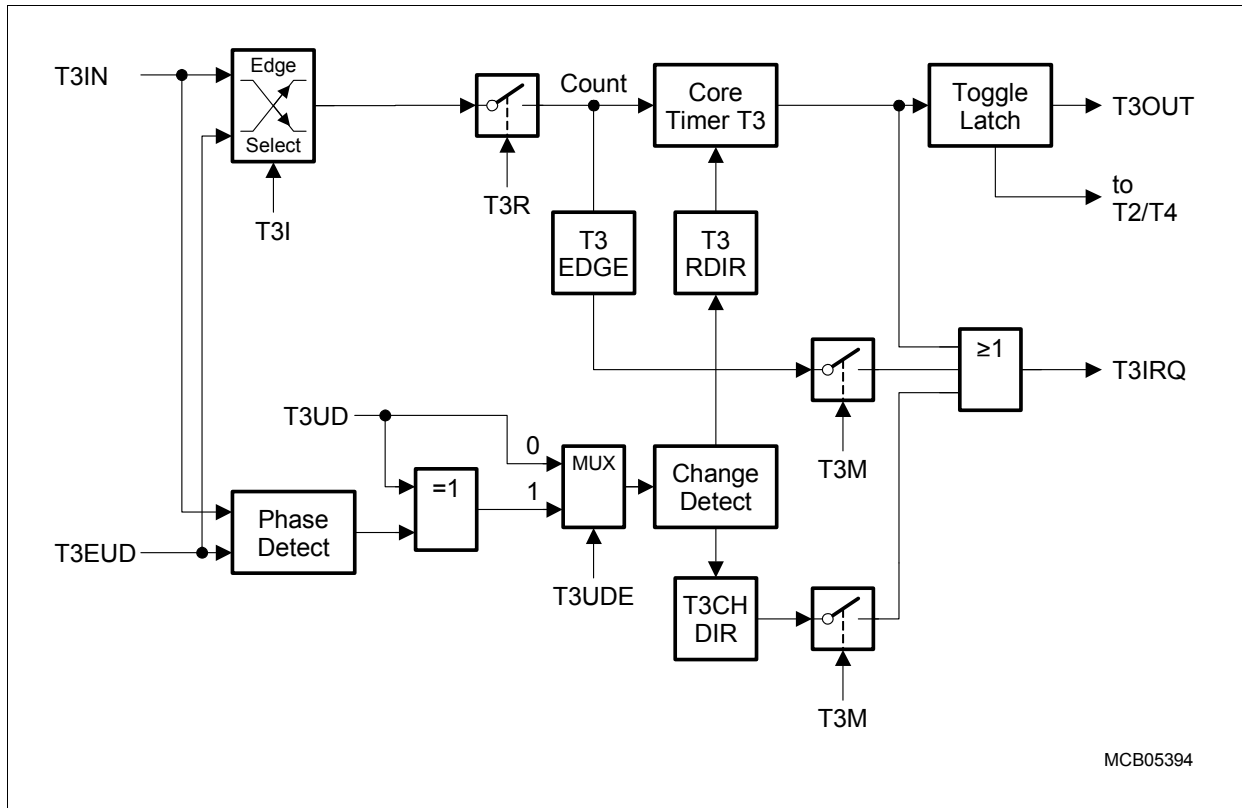 T3IN
Edge
Select
T3I
T3R
Count
Core
Timer T3
Toggle
Latch
T3OUT
to
T2/T4
T3
EDGE
T3
RDIR
≥1
T3IRQ
T3M
T3UD
0
1
MUX
=1
Change
Detect
Phase
Detect
T3EUD
T3UDE
T3CH
DIR
T3M
MCB05394